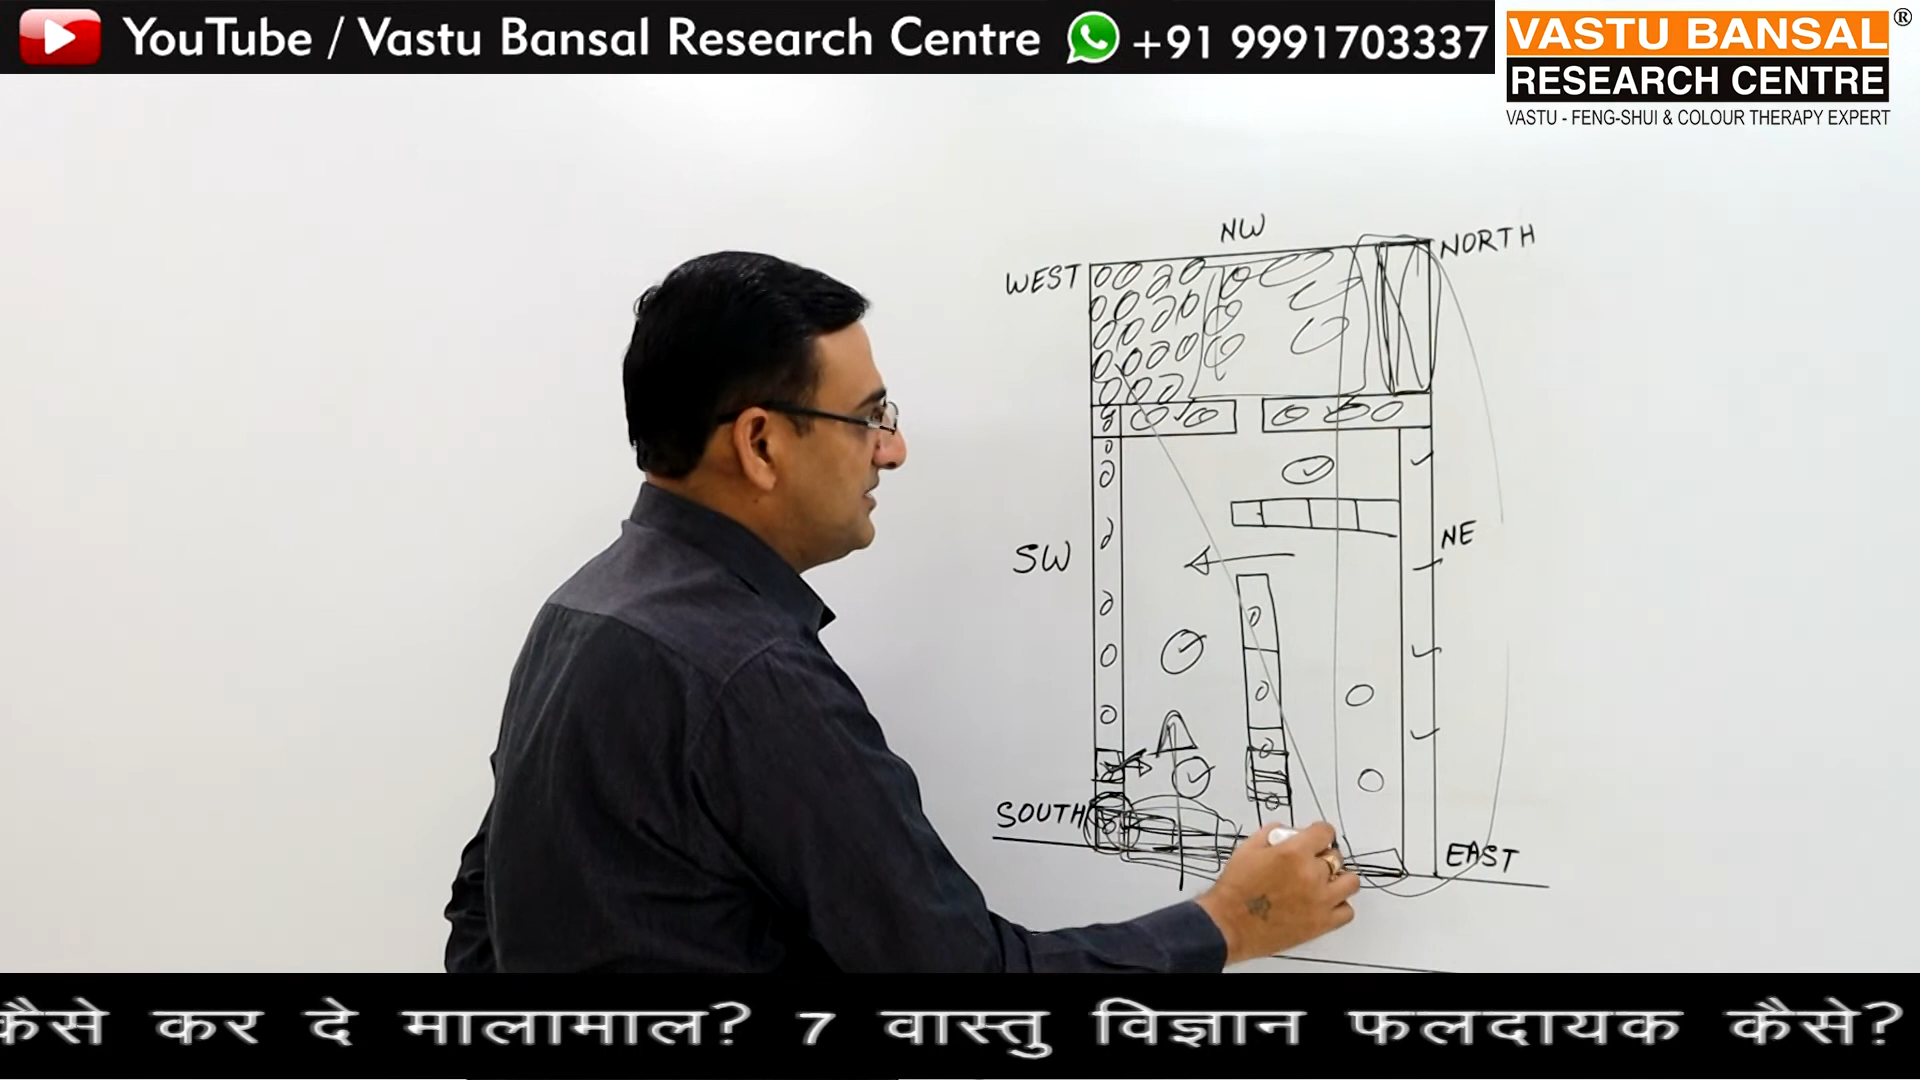 YouTube / Vastu Bansal Research Centre +91 9991703337
VASTU BANSAL ®
RESEARCH CENTRE
VASTU - FENG-SHUI & COLOUR THERAPY EXPERT
NW
WEST
NORTH
SW
NE
SOUTH
EAST
कैसे कर दे मालामाल? 7 वास्तु विज्ञान फलदायक कैसे?